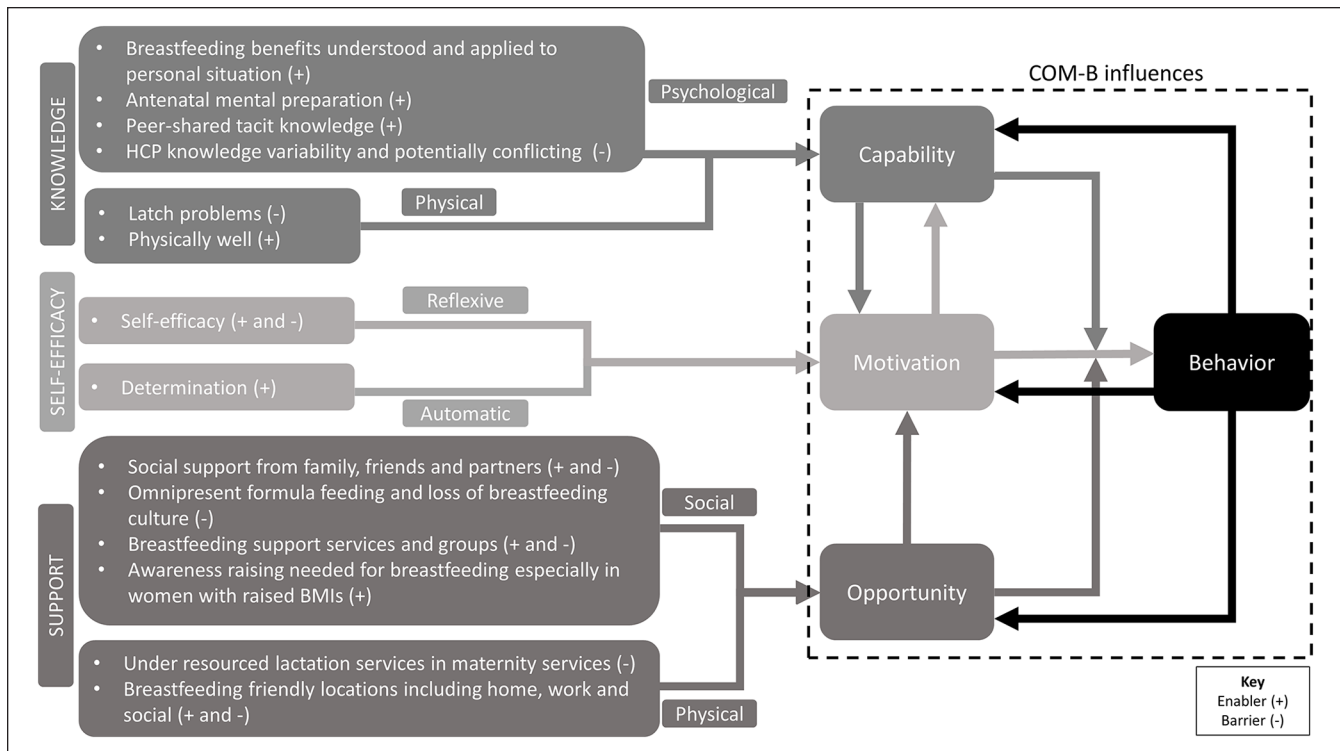 KNOWLEDGE
• Breastfeeding benefits understood and applied to
personal situation (+)
• Antenatal mental preparation (+)
• Peer-shared tacit knowledge (+)
• HCP knowledge variability and potentially conflicting (-)
Psychological
• Latch problems (-)
• Physically well (+)
Physical
SELF-EFFICACY
• Self-efficacy (+ and -)
Reflexive
• Determination (+)
Automatic
SUPPORT
• Social support from family, friends and partners (+ and -)
• Omnipresent formula feeding and loss of breastfeeding
culture (-)
• Breastfeeding support services and groups (+ and -)
• Awareness raising needed for breastfeeding especially in
women with raised BMIs (+)
Social
• Under resourced lactation services in maternity services (-)
• Breastfeeding friendly locations including home, work and
social (+ and -)
Physical
COM-B influences
Capability
Motivation
Behavior
Opportunity
Key
Enabler (+)
Barrier (-)